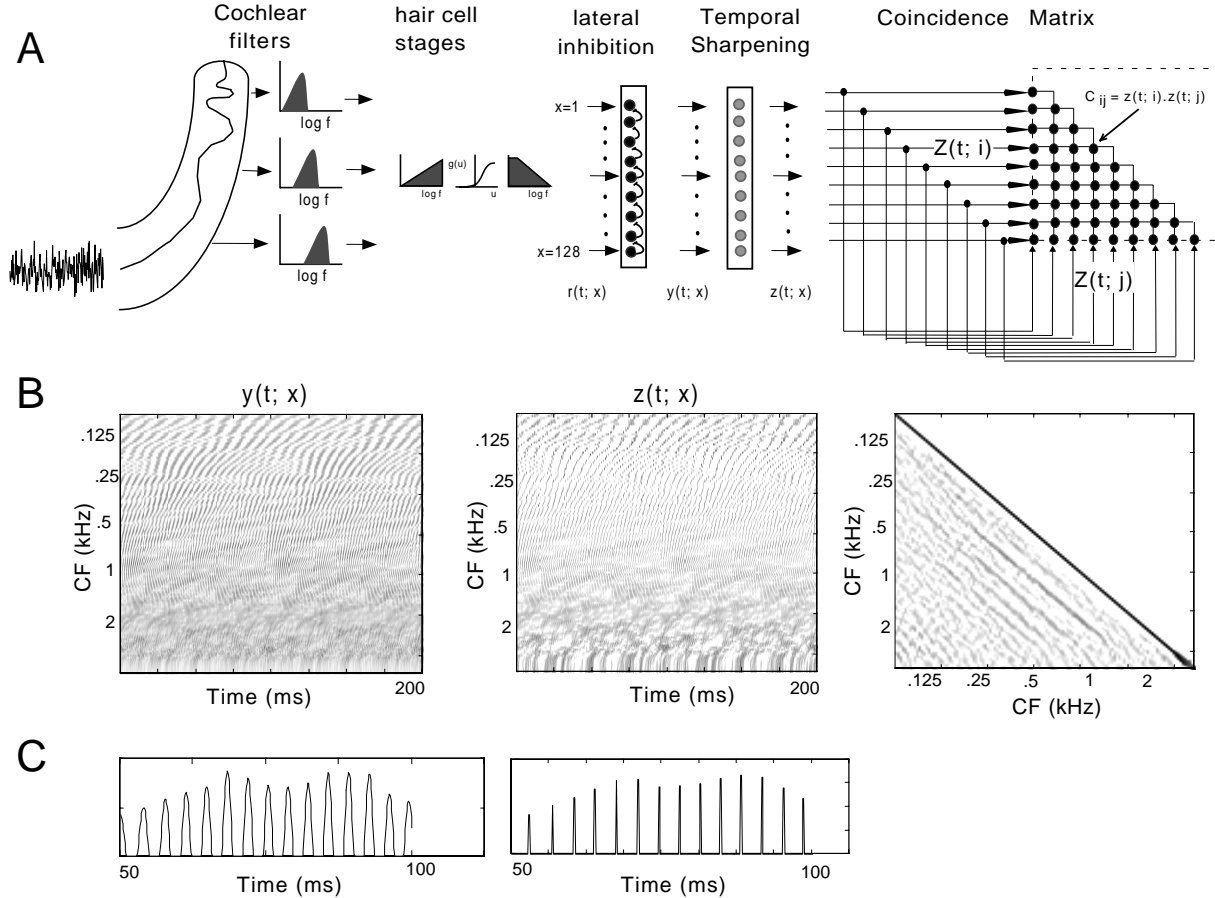 A
Cochlear filters
hair cell stages
lateral inhibition
Temporal Sharpening
Coincidence Matrix
log f
log f
log f
log f
g(u)
u
log f
x=1
x=128
r(t; x)
y(t; x)
z(t; x)
C ij = z(t; i).z(t; j)
Z(t; i)
Z(t; j)
B
y(t; x)
CF (kHz)
.125
.25
.5
1
2
Time (ms)
200
z(t; x)
CF (kHz)
.125
.25
.5
1
2
Time (ms)
200
CF (kHz)
.125
.25
.5
1
2
.125
.25
.5
1
2
CF (kHz)
C
50
100
Time (ms)
50
100
Time (ms)